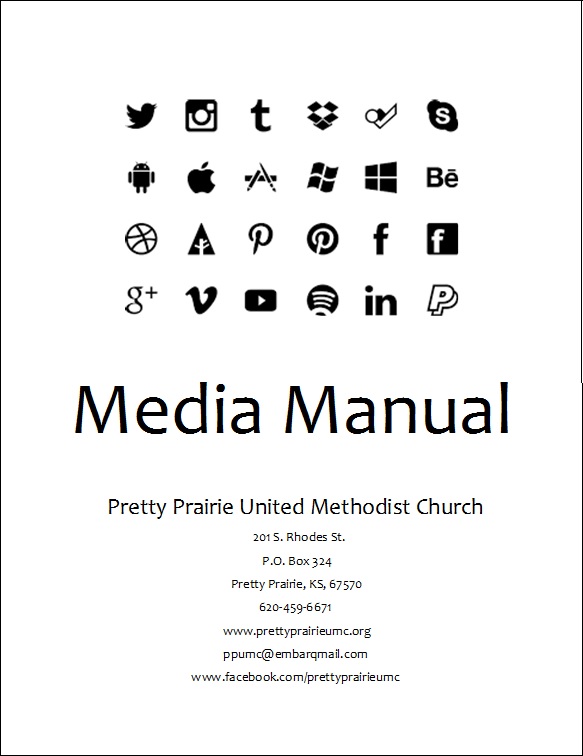 Bē
g+
Media Manual
Pretty Prairie United Methodist Church
201 S. Rhodes St.
P.O. Box 324
Pretty Prairie, KS, 67570
620-459-6671
www.prettyprairieumc.org
ppumc@embarqmail.com
www.facebook.com/prettyprairieumc